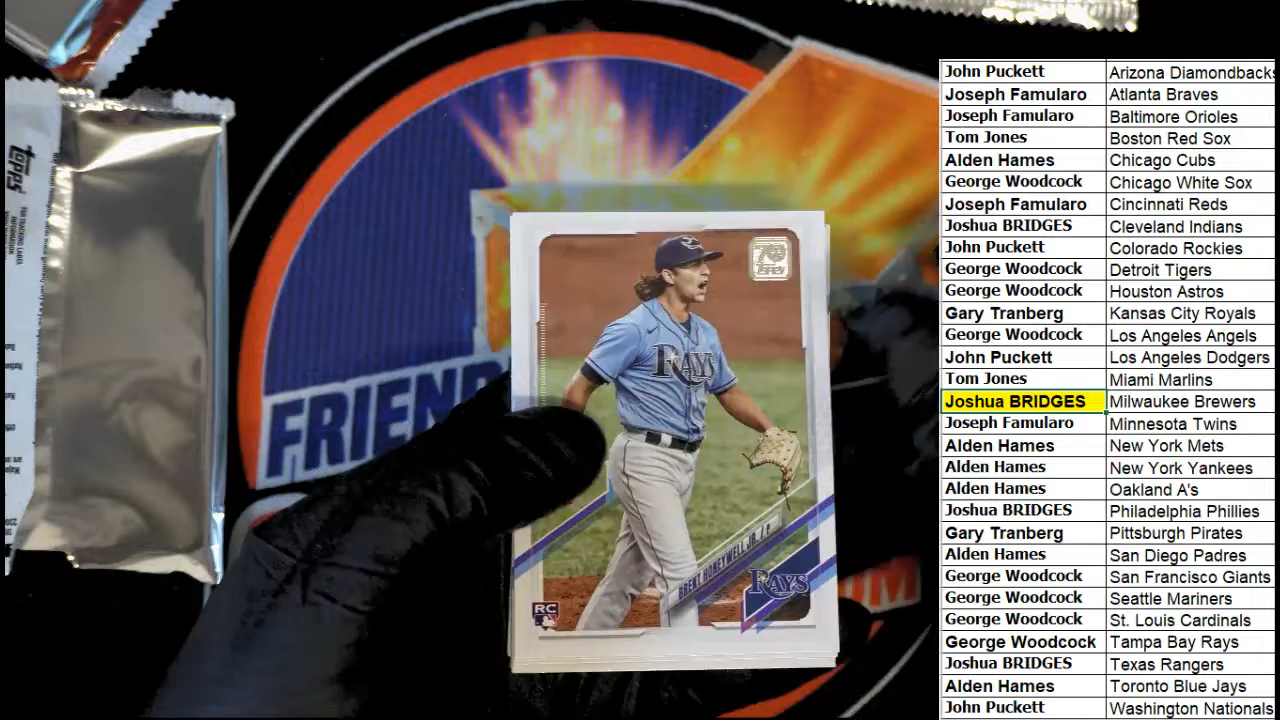 topps
FOR TRACKING LABEL
INFORMATION
FRIEND
70
topps
RAYS
BRENT HONEYWELL JR. / P
RAYS
RC
John Puckett Arizona Diamondbacks
Joseph Famularo Atlanta Braves
Joseph Famularo Baltimore Orioles
Tom Jones Boston Red Sox
Alden Hames Chicago Cubs
George Woodcock Chicago White Sox
Joseph Famularo Cincinnati Reds
Joshua BRIDGES Cleveland Indians
John Puckett Colorado Rockies
George Woodcock Detroit Tigers
George Woodcock Houston Astros
Gary Tranberg Kansas City Royals
George Woodcock Los Angeles Angels
John Puckett Los Angeles Dodgers
Tom Jones Miami Marlins
Joshua BRIDGES Milwaukee Brewers
Joseph Famularo Minnesota Twins
Alden Hames New York Mets
Alden Hames New York Yankees
Alden Hames Oakland A's
Joshua BRIDGES Philadelphia Phillies
Gary Tranberg Pittsburgh Pirates
Alden Hames San Diego Padres
George Woodcock San Francisco Giants
George Woodcock Seattle Mariners
George Woodcock St. Louis Cardinals
George Woodcock Tampa Bay Rays
Joshua BRIDGES Texas Rangers
Alden Hames Toronto Blue Jays
John Puckett Washington Nationals